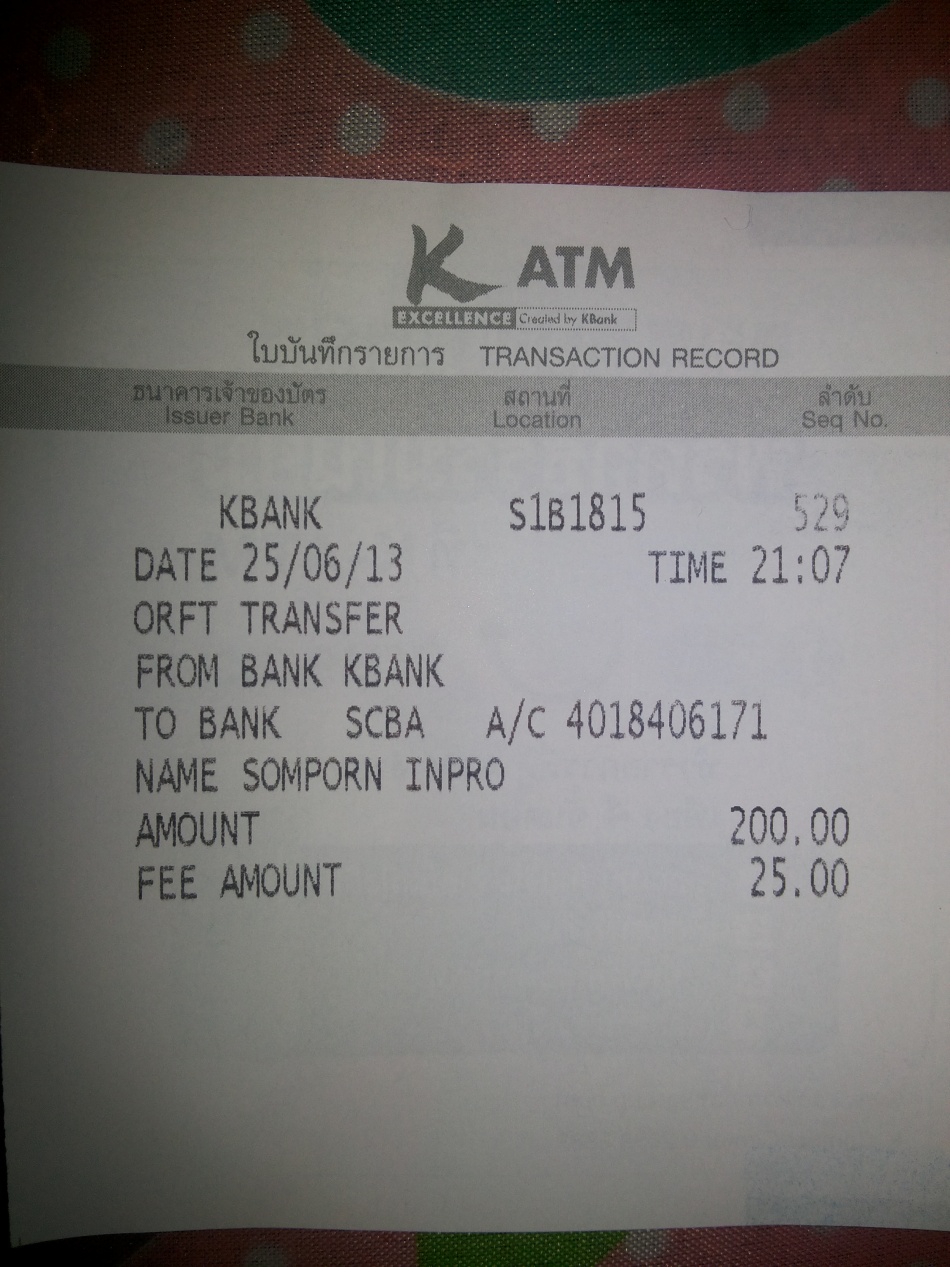 K ATM
EXCELLENCE Created by KBank
ใบบันทึกรายการ TRANSACTION RECORD
ธนาคารเจ้าของบัตร สถานที่ ลำดับ
Issuer Bank Location Seq No.
KBANK S1B1815 529
DATE 25/06/13 TIME 21:07
ORFT TRANSFER
FROM BANK KBANK
TO BANK SCBA A/C 4018406171
NAME SOMPORN INPRO
AMOUNT 200.00
FEE AMOUNT 25.00